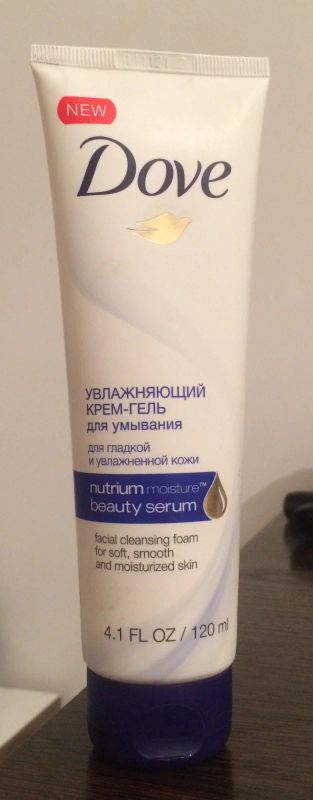 NEW
Dove
УВЛАЖНЯЮЩИЙ
КРЕМ-ГЕЛЬ
для умывания
для гладкой
и увлажненной кожи
nutrium moisture™
beauty serum
facial cleansing foam
for soft, smooth
and moisturized skin
4.1 FL OZ / 120 ml